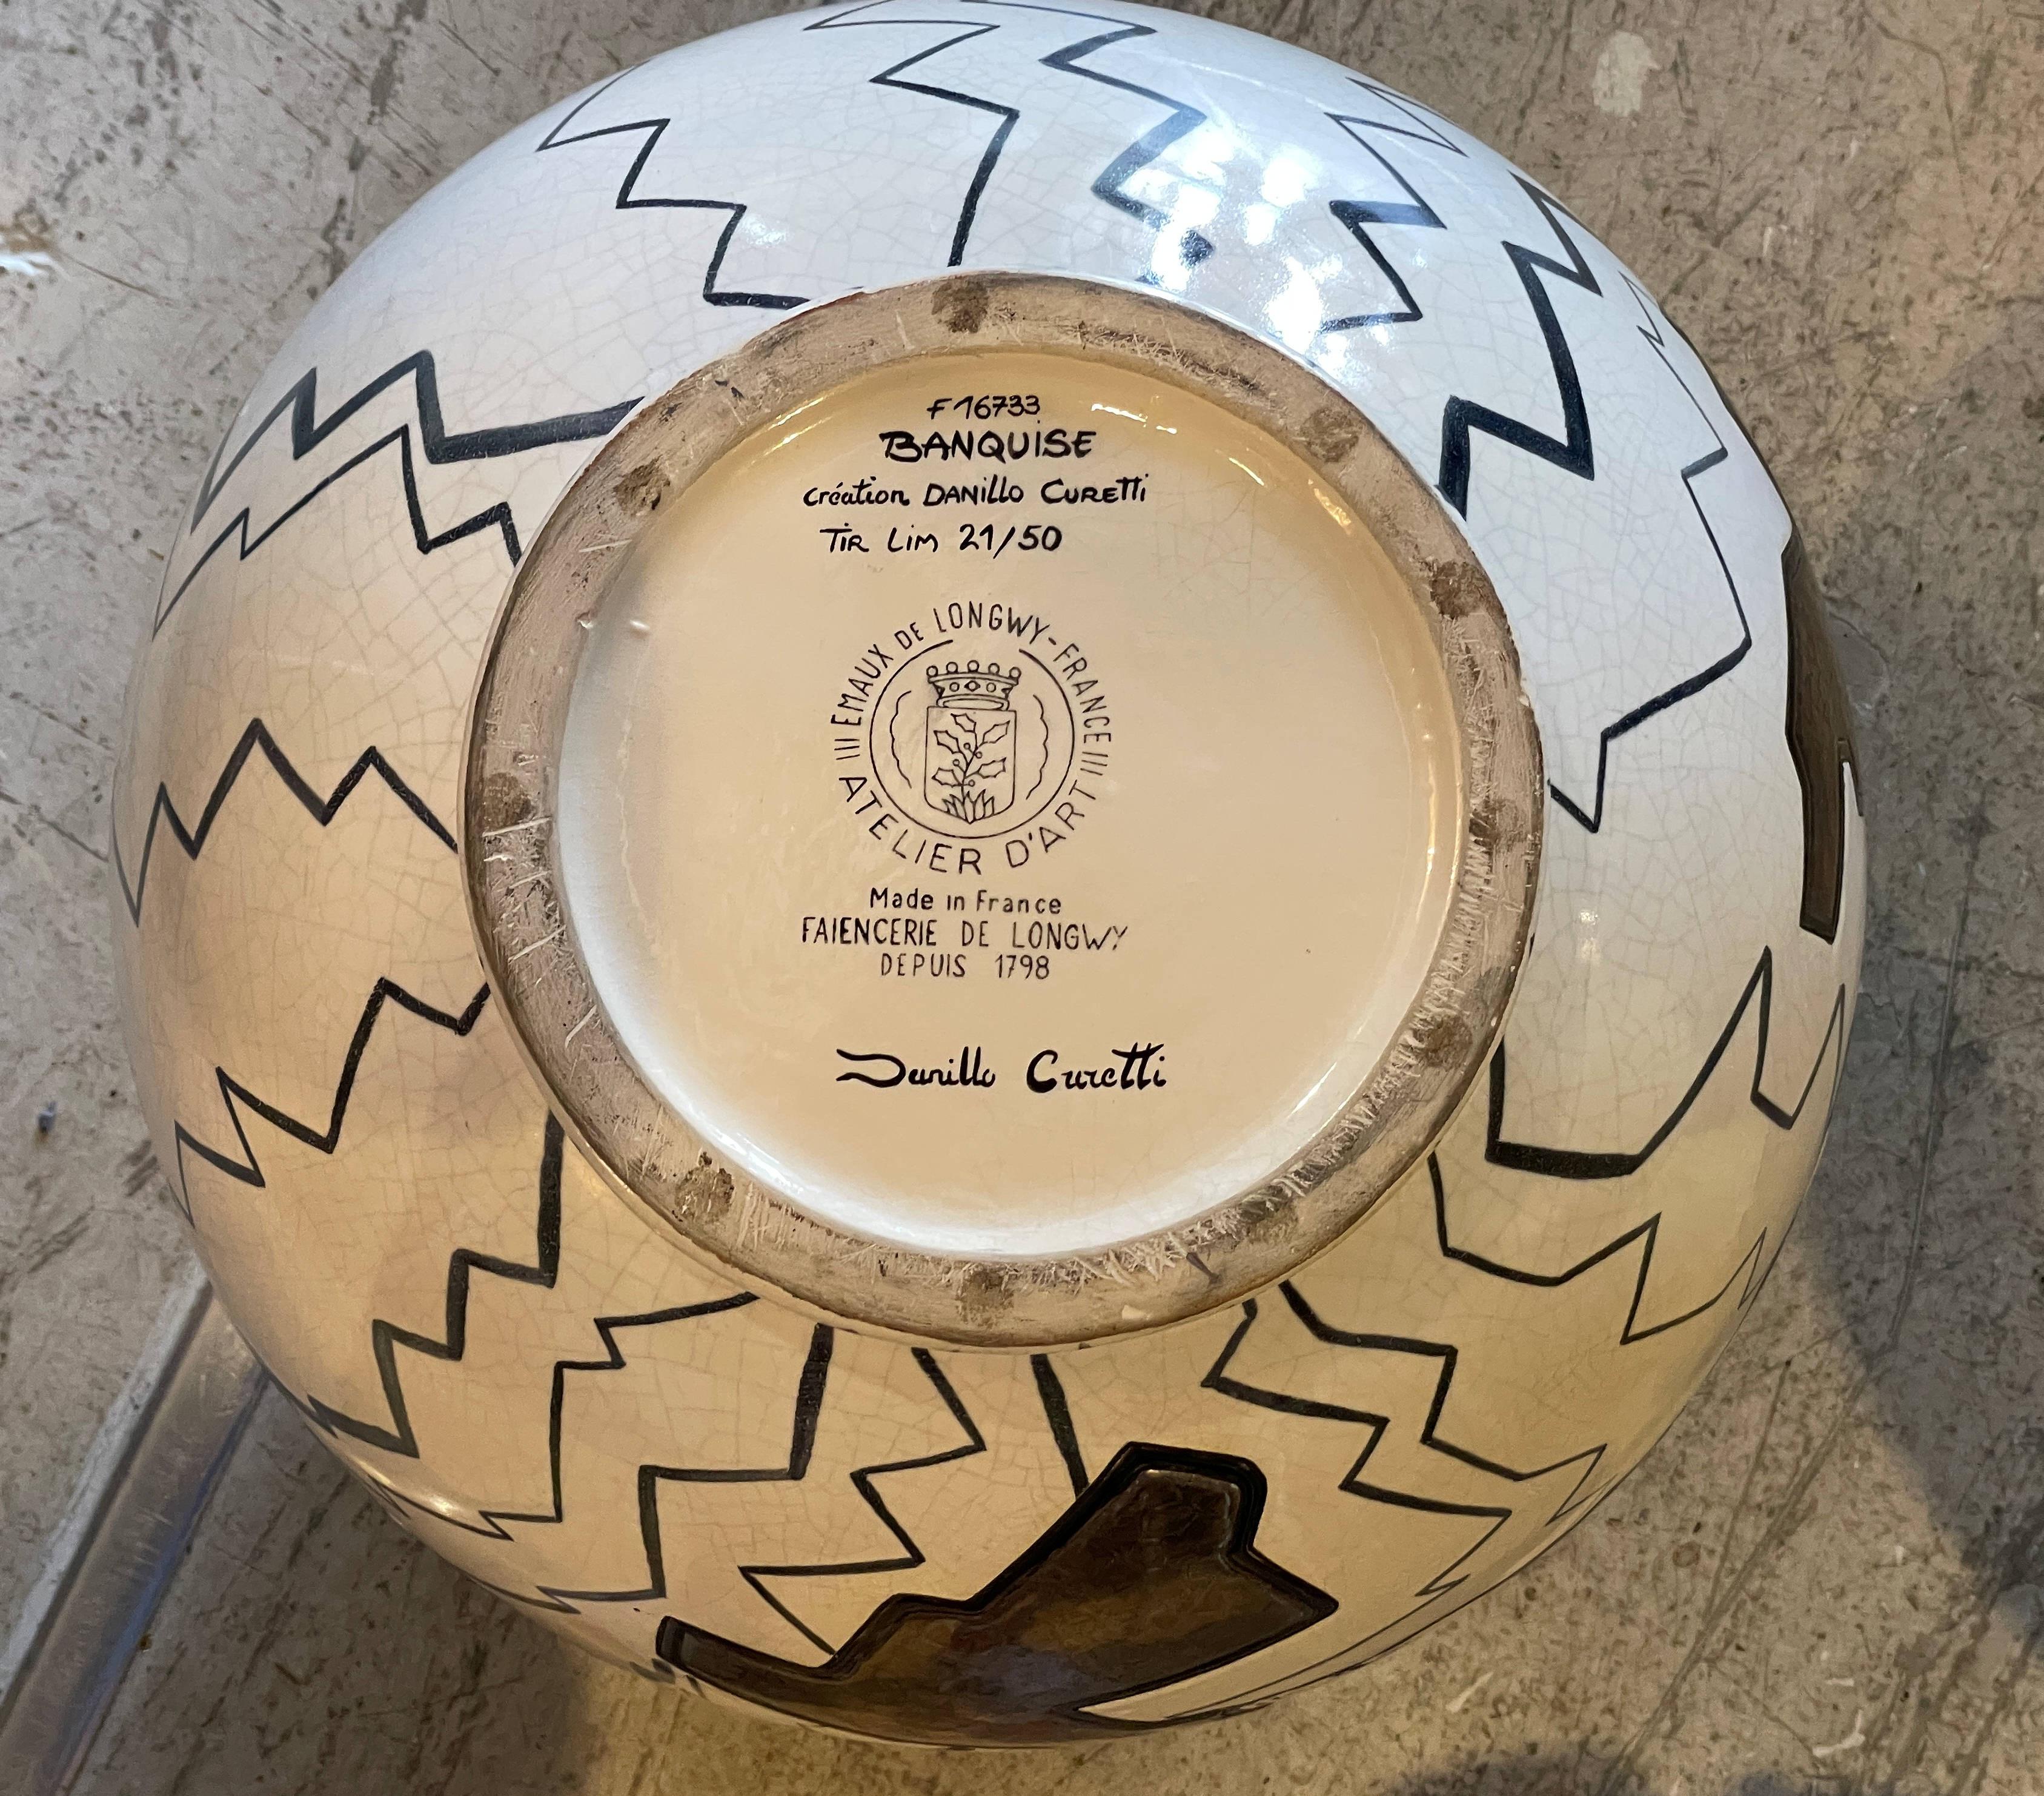 F16733
BANQUISE
Création DANILLO CURETTI
TIR LIM 21/50
EMAUX DE LONGWY-FRANCE
ATELIER D'ART
Made in France
FAIENCERIE DE LONGWY
DEPUIS 1798
Danillo Curetti